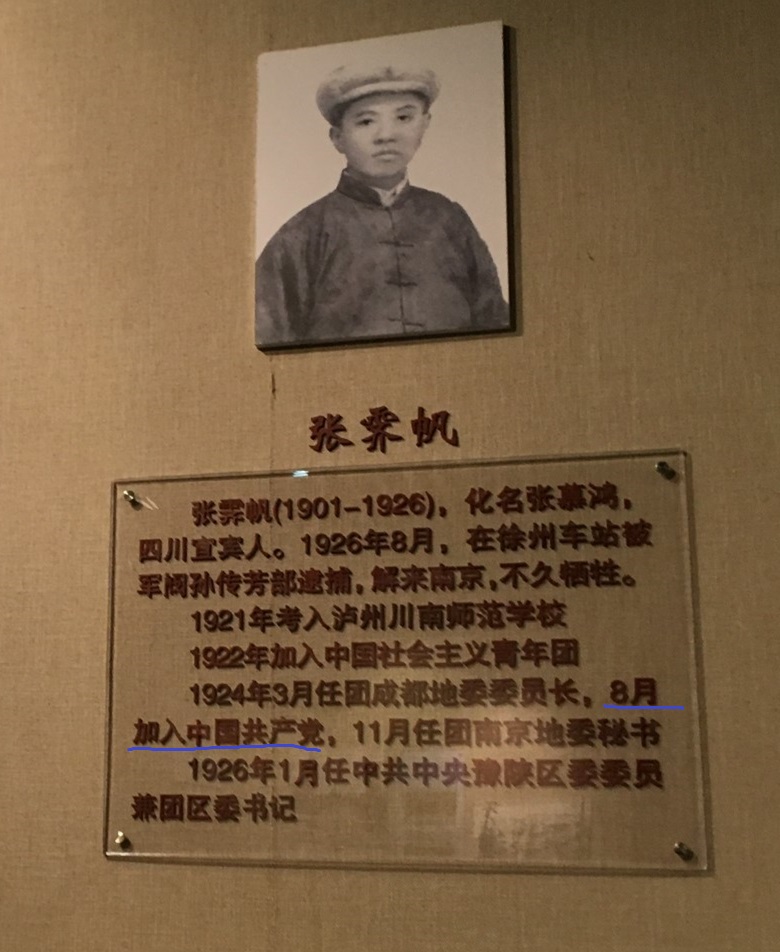 张霁帆
张霁帆(1901-1926)，化名张慕鸿，
四川宜宾人。1926年8月，在徐州车站被
军阀孙传芳部逮捕，解来南京，不久牺牲。
1921年考入泸州川南师范学校
1922年加入中国社会主义青年团
1924年3月任团成都地委委员长，8月
加入中国共产党，11月任团南京地委秘书
1926年1月任中共中央豫陕区委委员
兼团区委书记